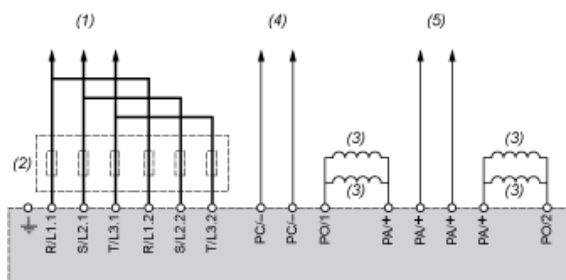 (1)
(4)
(5)
(2)
(3)
(3)
(3)
(3)
R/L1.1
S/L2.1
T/L3.1
R/L1.2
S/L2.2
T/L3.2
PC/–
PC/–
PO/1
PA/+
PA/+
PA/+
PA/+
PO/2